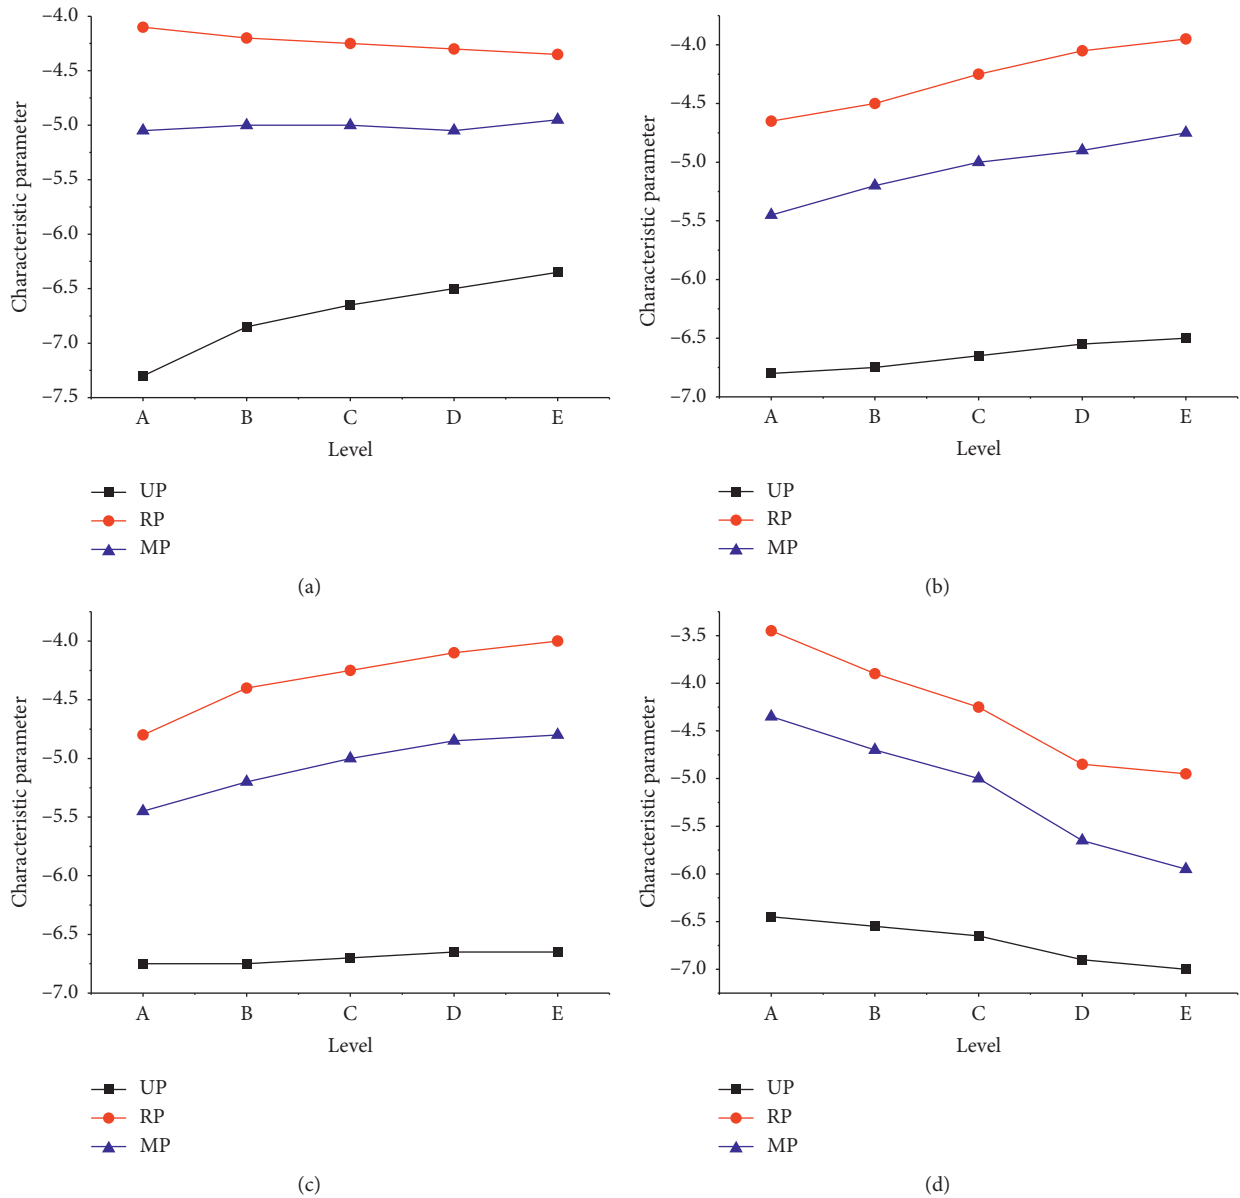 Characteristic parameter
−4.0
−4.5
−5.0
−5.5
−6.0
−6.5
−7.0
−7.5
A B C D E
Level
UP
RP
MP
(a)
Characteristic parameter
−4.0
−4.5
−5.0
−5.5
−6.0
−6.5
−7.0
A B C D E
Level
UP
RP
MP
(b)
Characteristic parameter
−4.0
−4.5
−5.0
−5.5
−6.0
−6.5
−7.0
A B C D E
Level
UP
RP
MP
(c)
Characteristic parameter
−3.5
−4.0
−4.5
−5.0
−5.5
−6.0
−6.5
−7.0
A B C D E
Level
UP
RP
MP
(d)